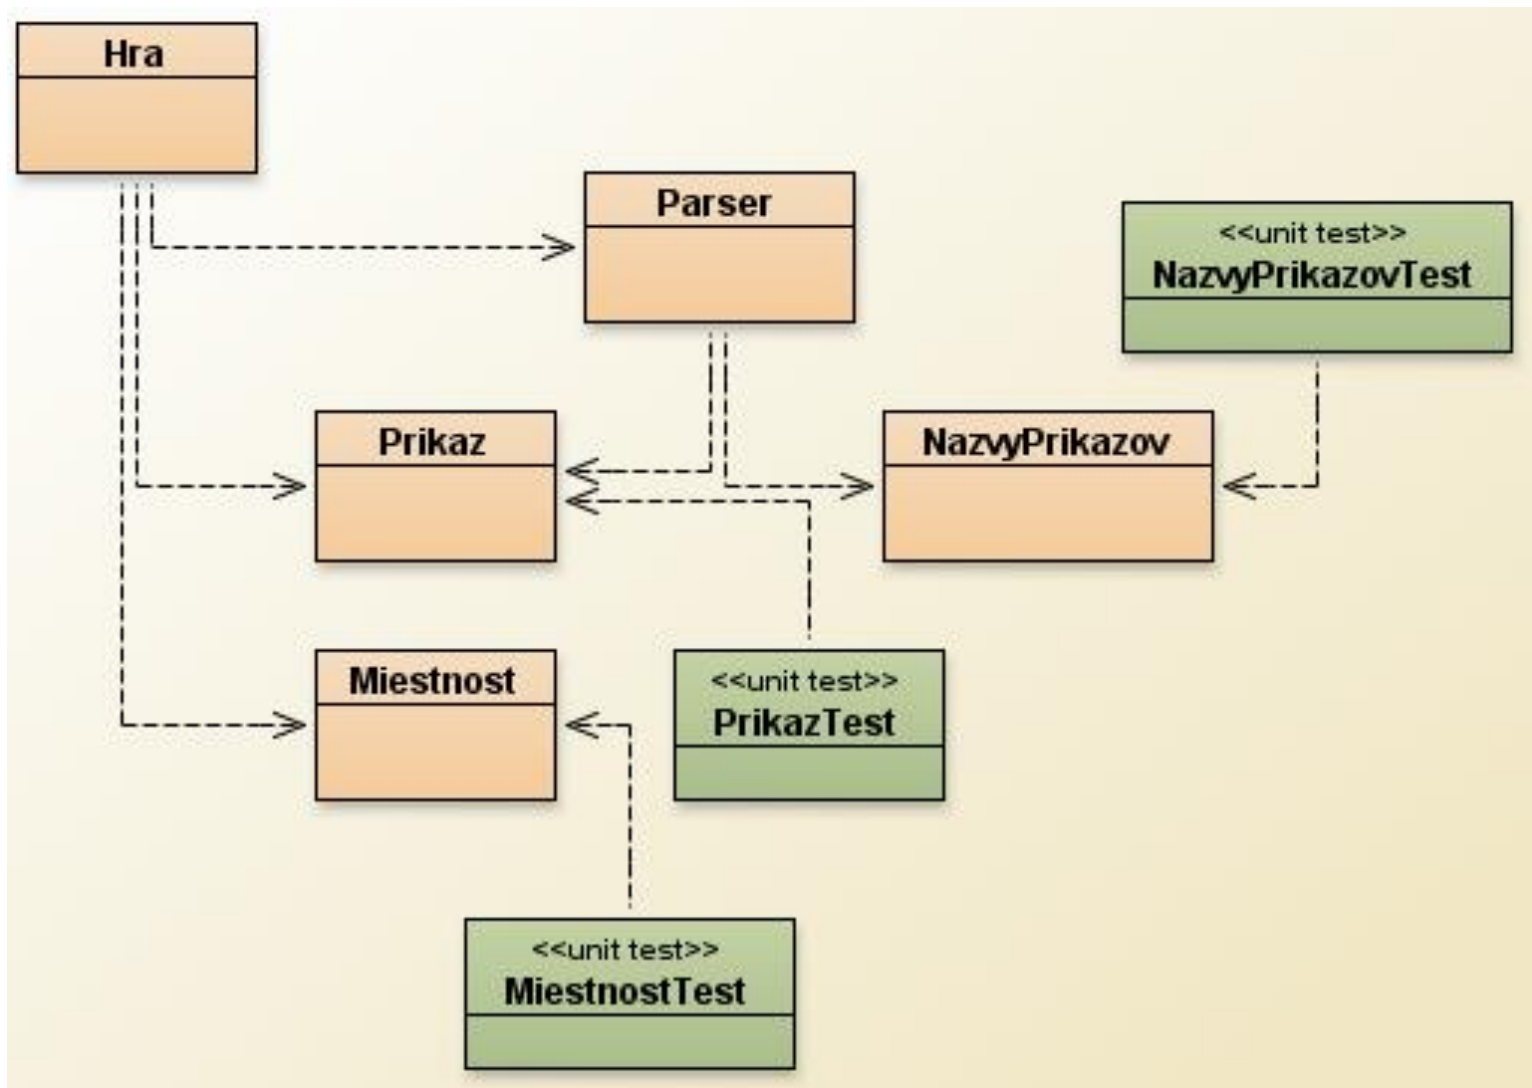 Hra
Parser
<<unit test>>
NazvyPrikazovTest
Prikaz
NazvyPrikazov
Miestnost
<<unit test>>
PrikazTest
<<unit test>>
MiestnostTest